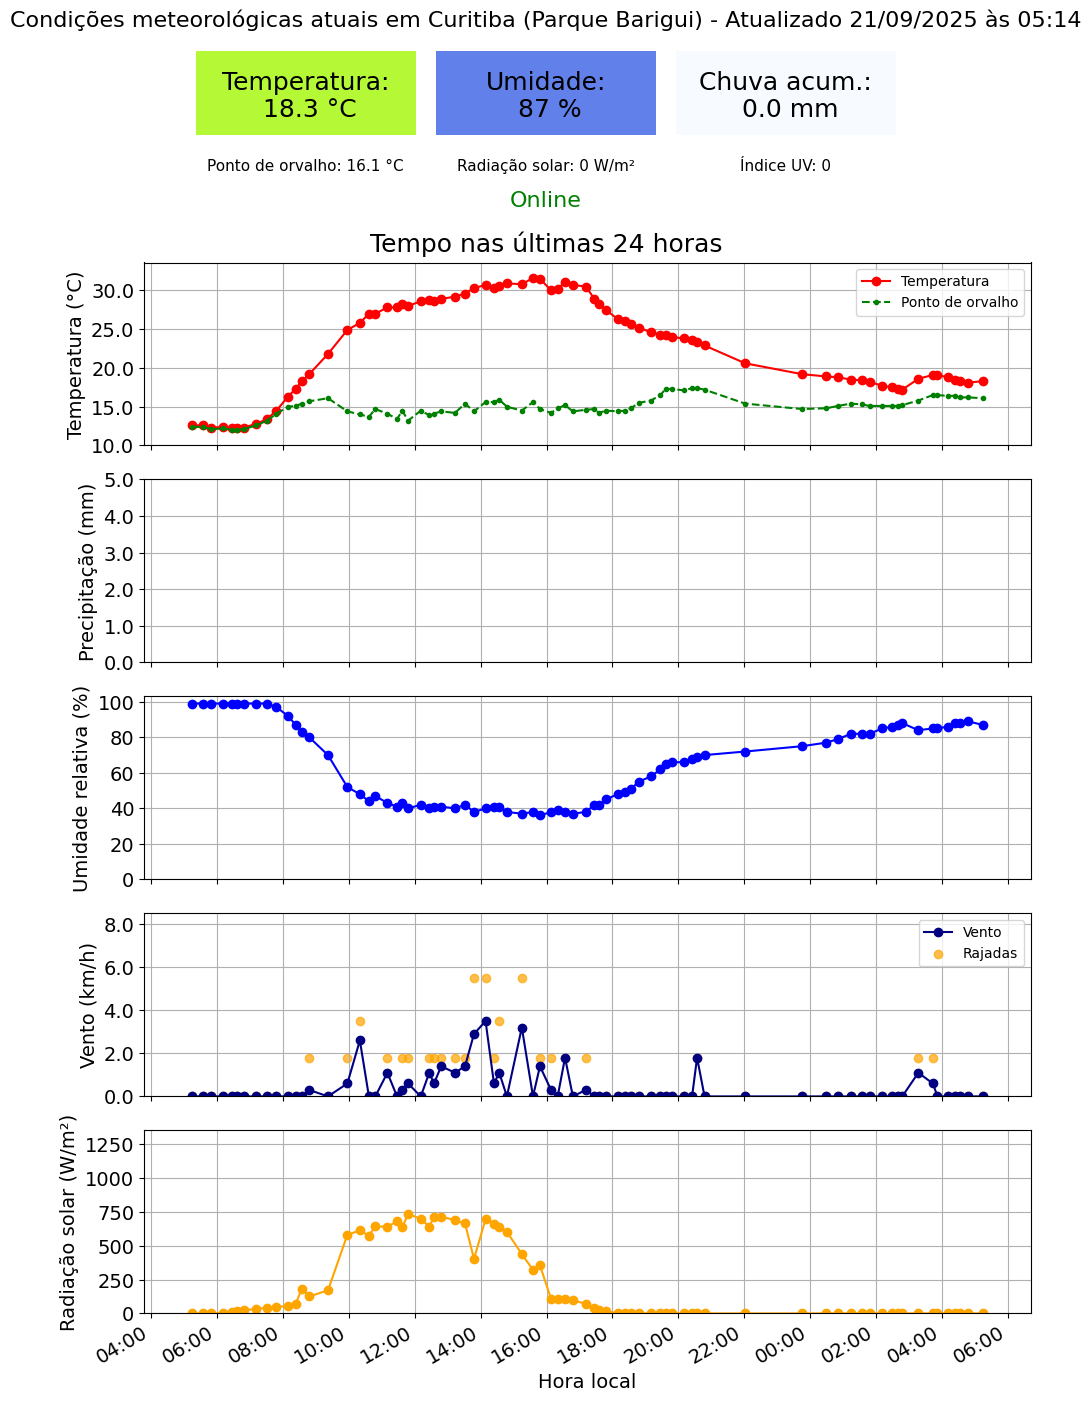 Condições meteorológicas atuais em Curitiba (Parque Barigui) - Atualizado 21/09/2025 às 05:14
Temperatura:
18.3 °C
Umidade:
87 %
Chuva acum.:
0.0 mm
Ponto de orvalho: 16.1 °C
Radiação solar: 0 W/m²
Índice UV: 0
Online
Tempo nas últimas 24 horas
Temperatura (°C)
30.0
25.0
20.0
15.0
10.0
Temperatura
Ponto de orvalho
Precipitação (mm)
5.0
4.0
3.0
2.0
1.0
0.0
Umidade relativa (%)
100
80
60
40
20
0
Vento (km/h)
8.0
6.0
4.0
2.0
0.0
Vento
Rajadas
Radiação solar (W/m²)
1250
1000
750
500
250
0
04:00
06:00
08:00
10:00
12:00
14:00
16:00
18:00
20:00
22:00
00:00
02:00
04:00
06:00
Hora local